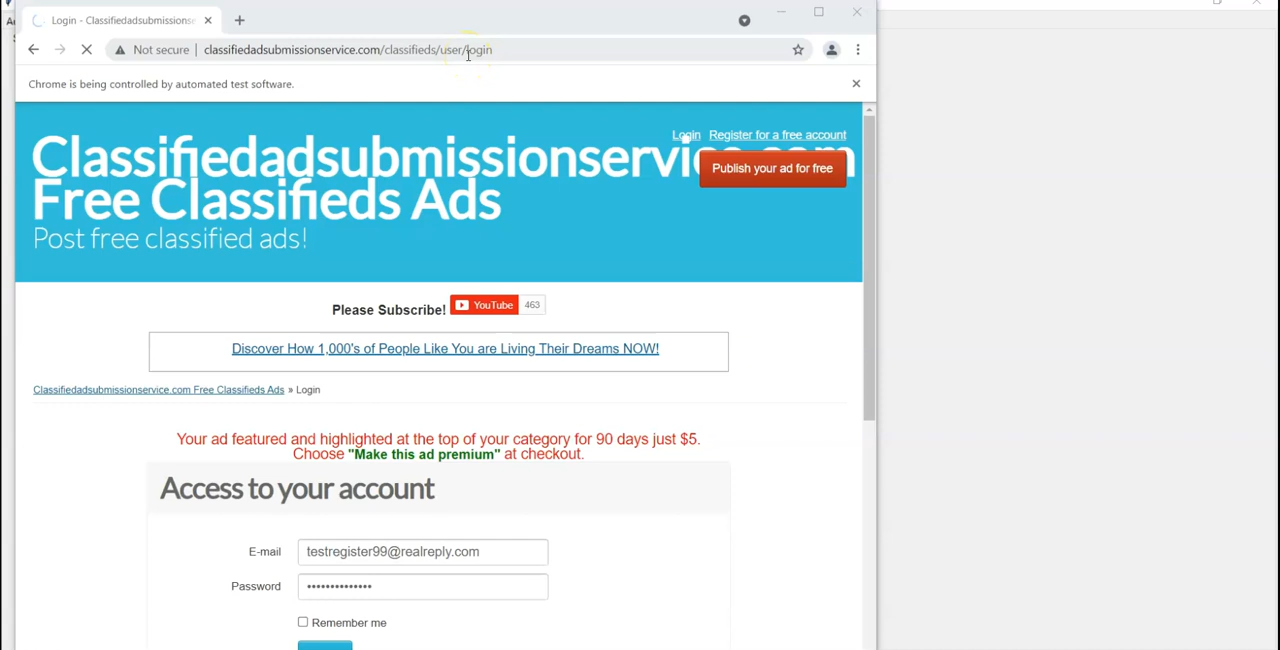 Login - Classifiedadsubmissionse
Not secure
classifiedadsubmissionservice.com/classifieds/user/login
Chrome is being controlled by automated test software.
Login Register for a free account
Classifiedadsubmissionservice.com
Publish your ad for free
Free Classifieds Ads
Post free classified ads!
Please Subscribe! YouTube 463
Discover How 1,000's of People Like You are Living Their Dreams NOW!
Classifiedadsubmissionservice.com Free Classifieds Ads » Login
Your ad featured and highlighted at the top of your category for 90 days just $5.
Choose "Make this ad premium" at checkout.
Access to your account
E-mail testregister99@realreply.com
Password ••••••••••••••
Remember me